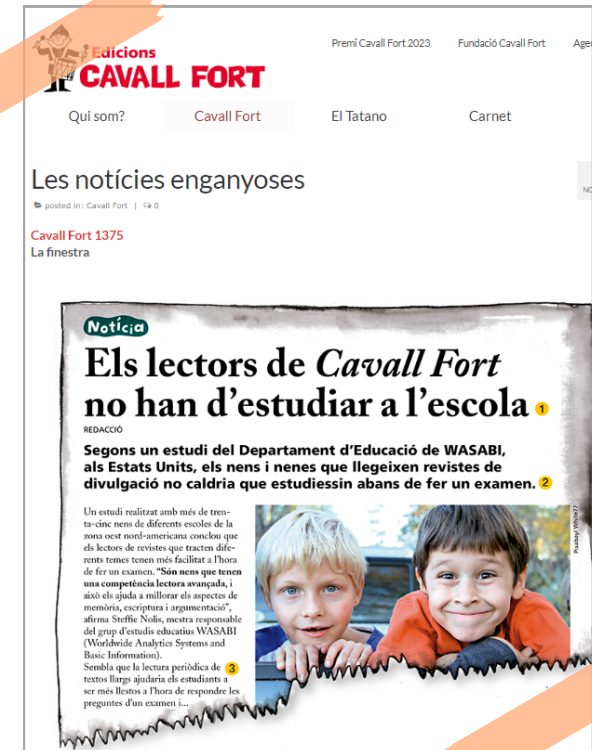 Edicions
CAVALL FORT
Premi Cavall Fort 2023 Fundació Cavall Fort
Qui som? Cavall Fort El Tatano Carnet
Les notícies enganyoses
posted in: Cavall Fort | 0
Cavall Fort 1375
La finestra
Notícia
Els lectors de Cavall Fort
no han d'estudiar a l'escola 1
REDACCIÓ
Segons un estudi del Departament d'Educació de WASABI,
als Estats Units, els nens i nenes que llegeixen revistes de
divulgació no caldria que estudiessin abans de fer un examen. 2
Un estudi realitzat amb més de tren-
ta-cinc nens de diferents escoles de la
zona oest nord-americana conclou que
els lectors de revistes que tracten dife-
rents temes tenen més facilitat a l'hora
de fer un examen. "Són nens que tenen
una competència lectora avançada, i
això els ajuda a millorar els aspectes de
memòria, escriptura i argumentació",
afirma Steffie Nolis, mestra responsable
del grup d'estudis educatius WASABI
(Worldwide Analytics Systems and
Basic Information).
Sembla que la lectura periòdica de 3
textos llargs ajudaria els estudiants a
ser més llestos a l'hora de respondre les
preguntes d'un examen i...
Pixabay/ White77